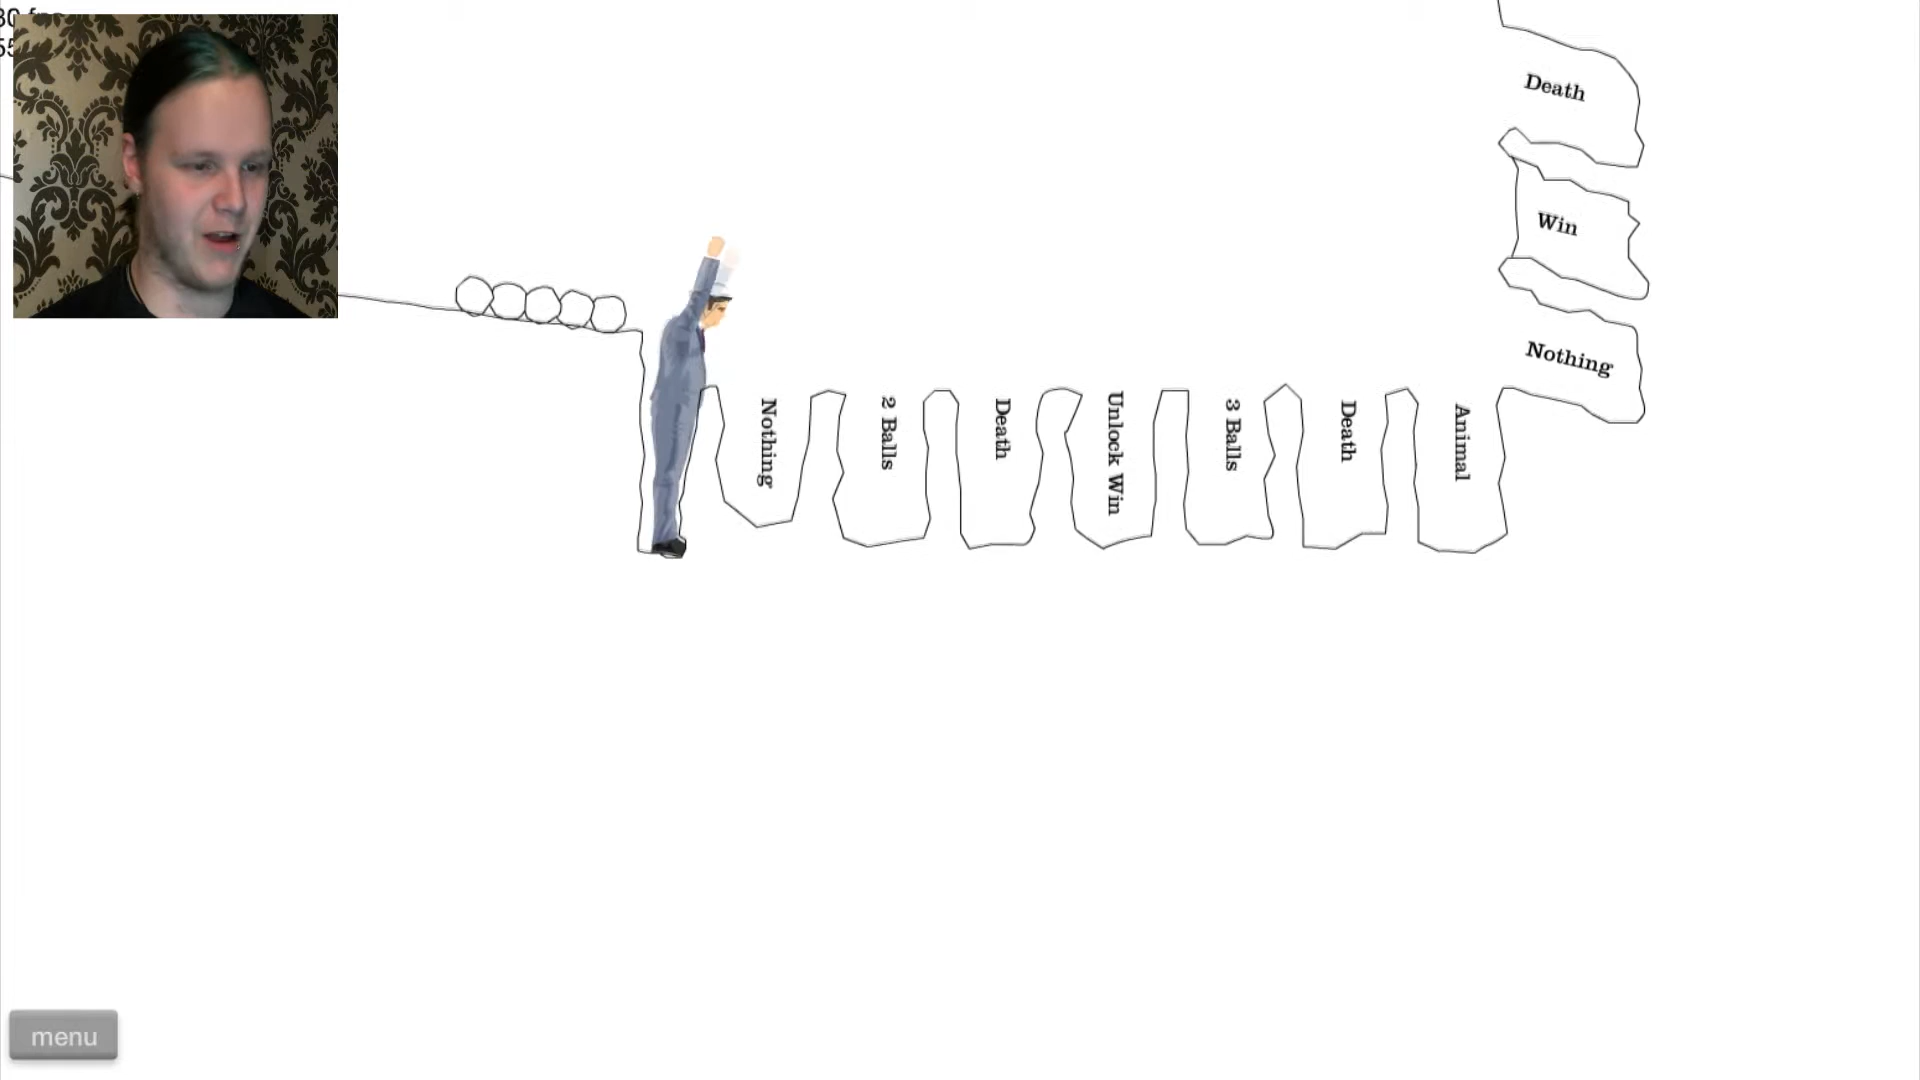 Death
Win
Nothing
Nothing
2 Balls
Death
Unlock Win
3 Balls
Death
Animal
menu